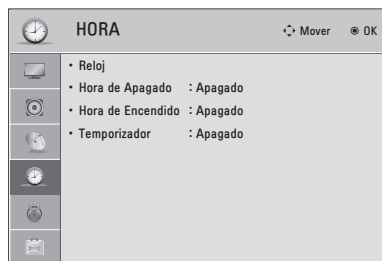 HORA Mover OK
• Reloj
• Hora de Apagado : Apagado
• Hora de Encendido : Apagado
• Temporizador : Apagado